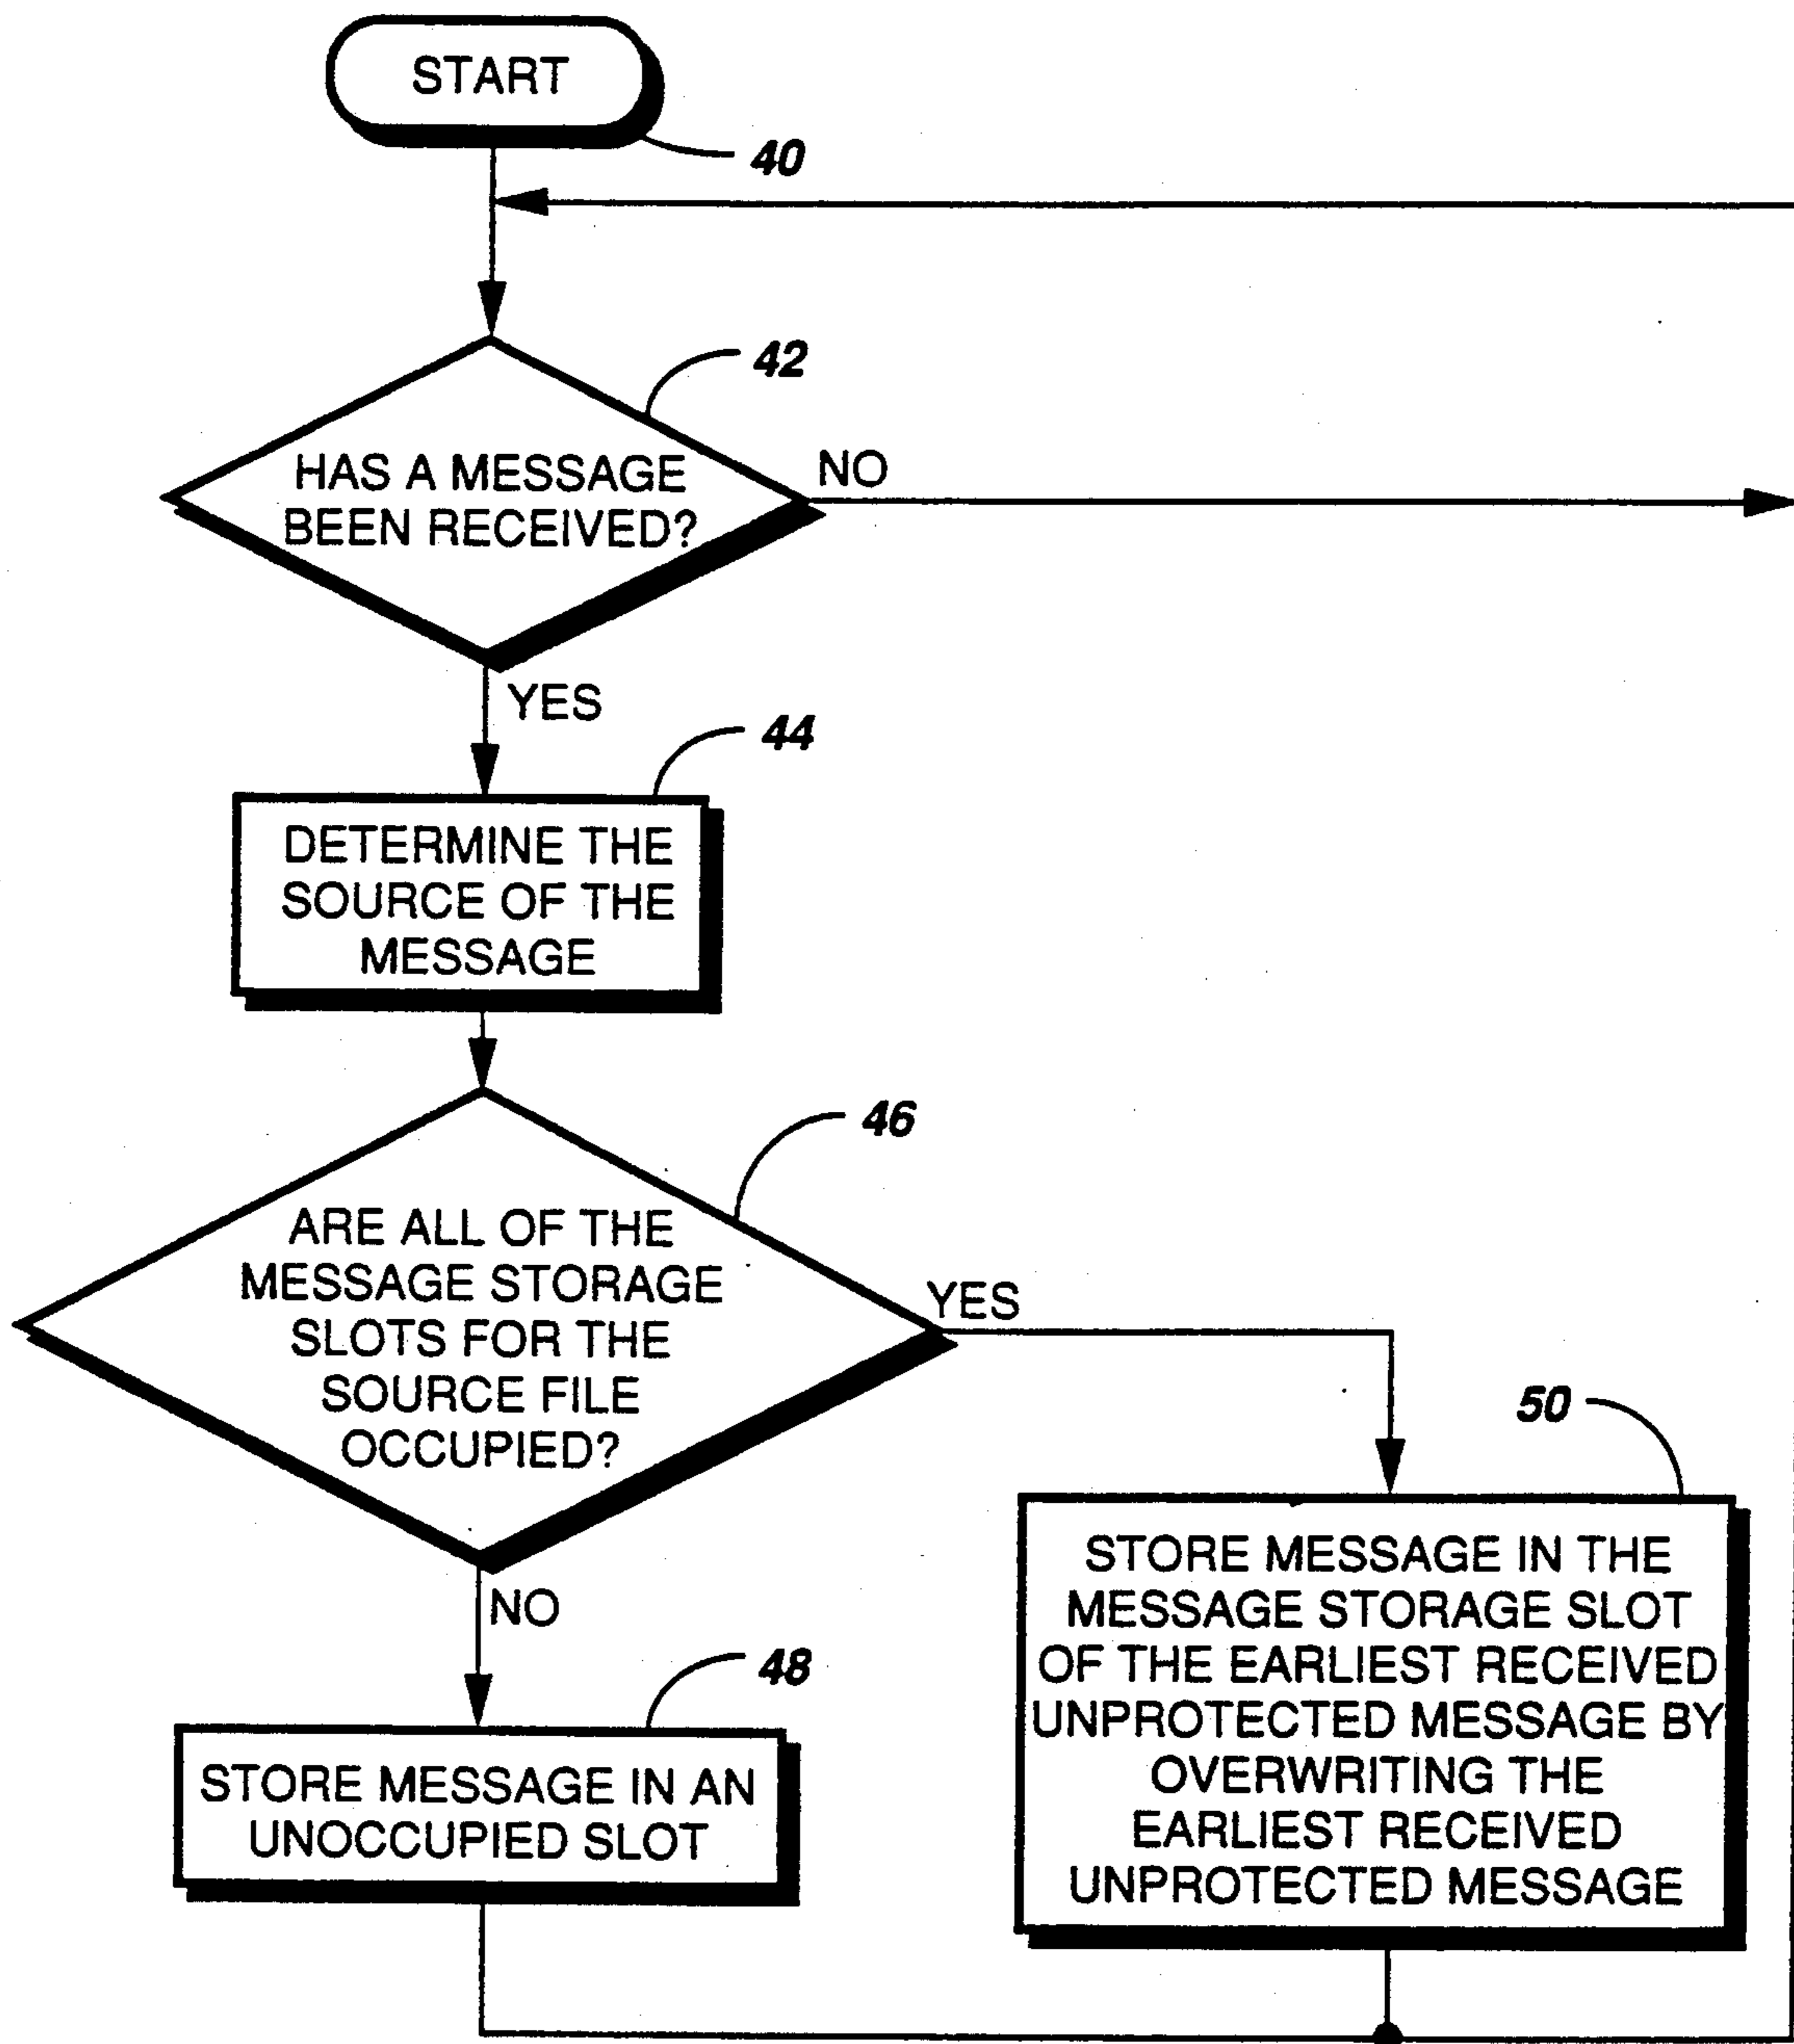 START
40
42
HAS A MESSAGE
BEEN RECEIVED?
NO
YES
44
DETERMINE THE
SOURCE OF THE
MESSAGE
46
ARE ALL OF THE
MESSAGE STORAGE
SLOTS FOR THE
SOURCE FILE
OCCUPIED?
YES
NO
50
STORE MESSAGE IN THE
MESSAGE STORAGE SLOT
OF THE EARLIEST RECEIVED
UNPROTECTED MESSAGE BY
OVERWRITING THE
EARLIEST RECEIVED
UNPROTECTED MESSAGE
48
STORE MESSAGE IN AN
UNOCCUPIED SLOT